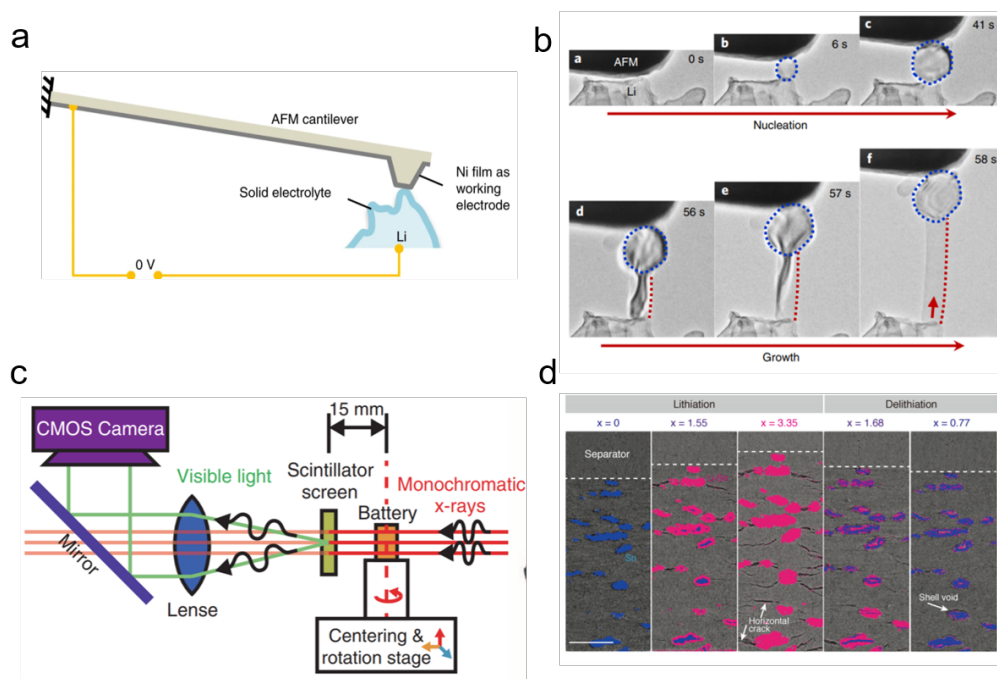 a
AFM cantilever
Ni film as
working
electrode
Solid electrolyte
Li
0 V
b
a
AFM
Li
0 s
b
6 s
c
41 s
Nucleation
d
56 s
e
57 s
f
58 s
Growth
c
15 mm
CMOS Camera
Visible light
Scintillator
screen
Monochromatic
x-rays
Battery
Mirror
Lense
Centering &
rotation stage
d
Lithiation
Delithiation
x = 0
x = 1.55
x = 3.35
x = 1.68
x = 0.77
Separator
Shell void
Horizontal
crack